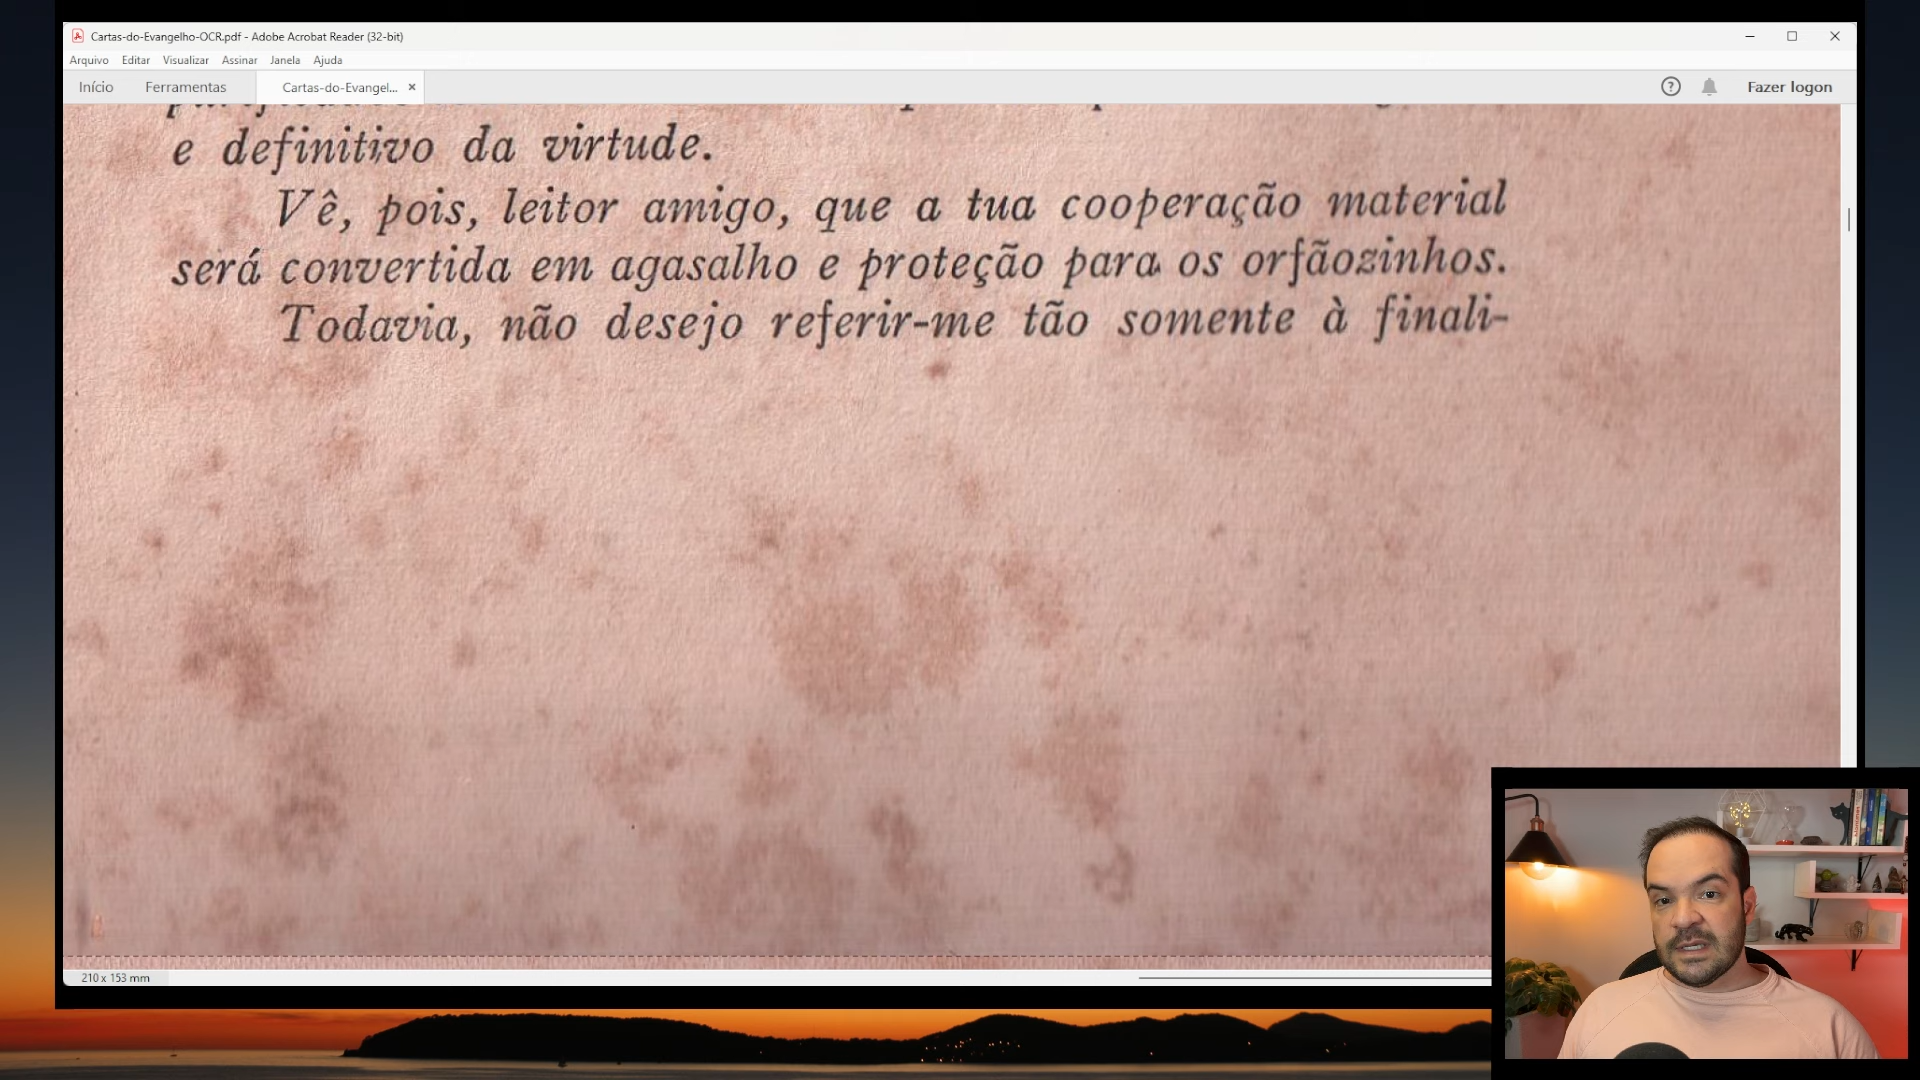 Cartas-do-Evangelho-OCR.pdf - Adobe Acrobat Reader (32-bit)
Arquivo Editar Visualizar Assinar Janela Ajuda
Início Ferramentas Cartas-do-Evangel... × Fazer logon
e definitivo da virtude.
Vê, pois, leitor amigo, que a tua cooperação material
será convertida em agasalho e proteção para os orfãozinhos.
Todavia, não desejo referir-me tão somente à finali-
210 x 153 mm